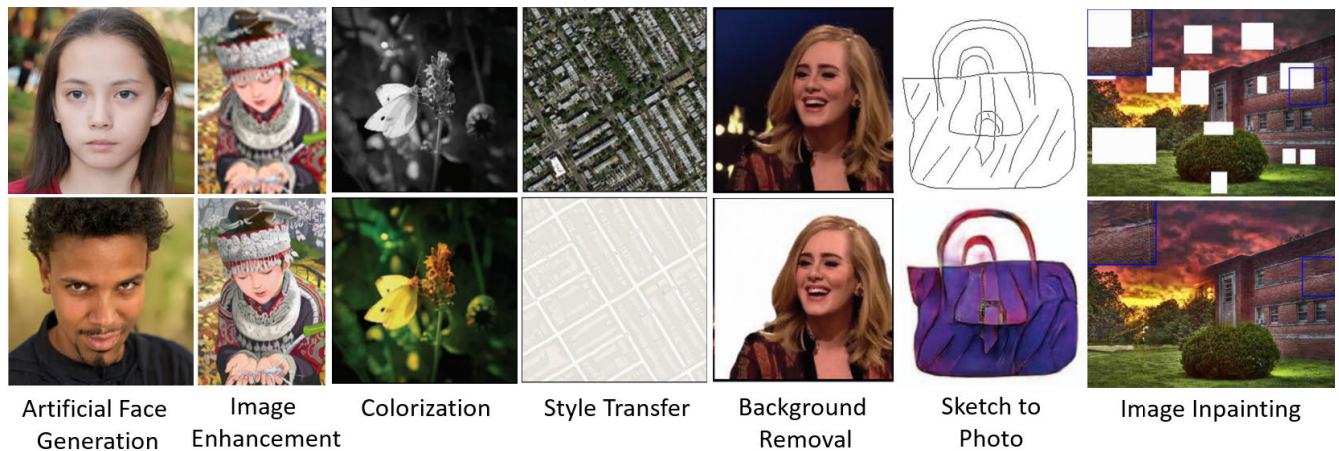 Artificial Face
Generation
Image
Enhancement
Colorization
Style Transfer
Background
Removal
Sketch to
Photo
Image Inpainting